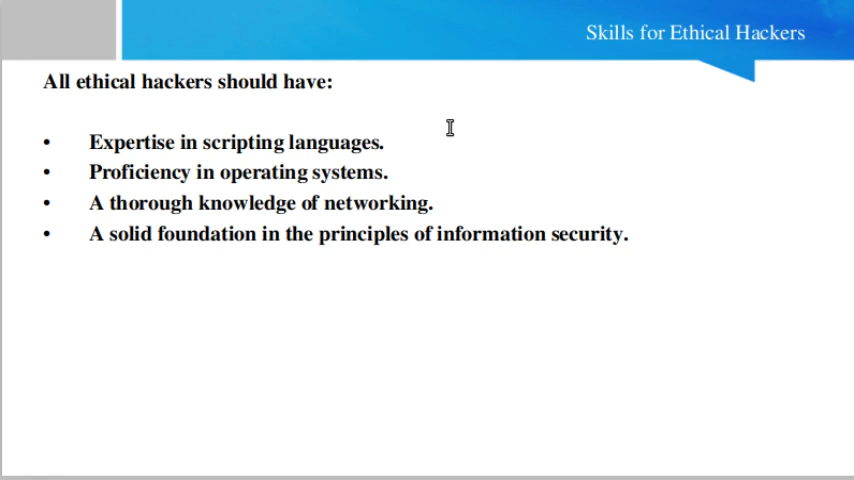 Skills for Ethical Hackers
All ethical hackers should have:
• Expertise in scripting languages.
• Proficiency in operating systems.
• A thorough knowledge of networking.
• A solid foundation in the principles of information security.